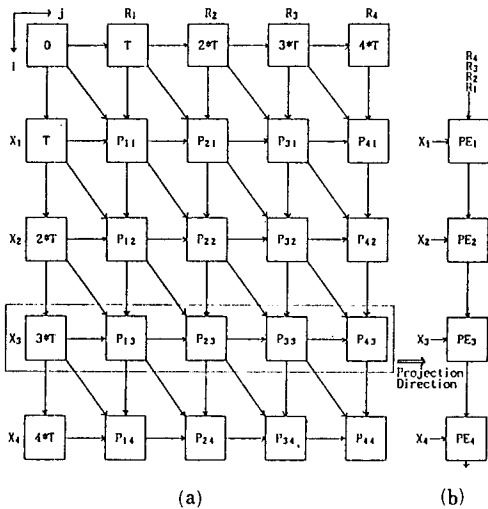 j R₁ R₂ R₃ R₄
i
0 T 2*T 3*T 4*T
X₁ T P₁₁ P₂₁ P₃₁ P₄₁
X₂ 2*T P₁₂ P₂₂ P₃₂ P₄₂
X₃ 3*T P₁₃ P₂₃ P₃₃ P₄₃
X₄ 4*T P₁₄ P₂₄ P₃₄ P₄₄
(a)
Projection
Direction
R₄
R₃
R₂
R₁
X₁ PE₁
X₂ PE₂
X₃ PE₃
X₄ PE₄
(b)